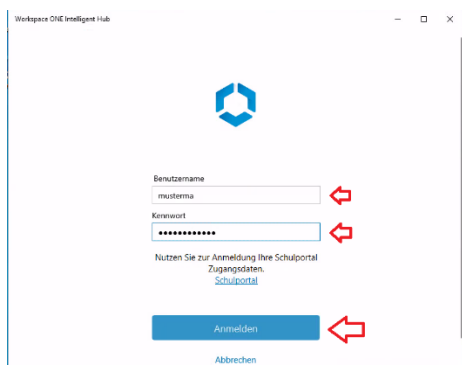 Workspace ONE Intelligent Hub
Benutzername
musterma
Kennwort
••••••••••••
Nutzen Sie zur Anmeldung Ihre Schulportal
Zugangsdaten.
Schulportal
Anmelden
Abbrechen